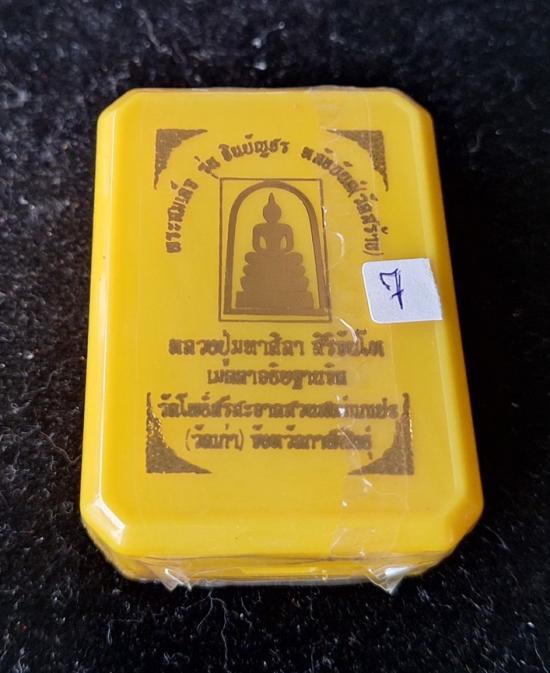 พระสมเด็จ รุ่น ชินบัญชร หลังยันต์(วัดสร้าง)
7
หลวงปู่มหาศิลา สิริจันโท
เมตตาอธิษฐานจิต
วัดโพธิ์ศรีสะอาด
(วัดเก่า) จังหวัดกาฬสินธุ์